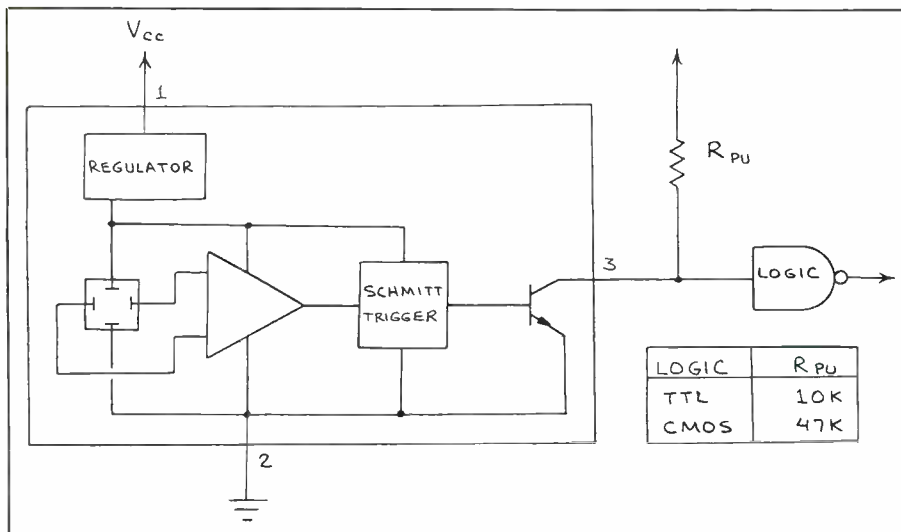 Vcc
1
REGULATOR
RPU
3
LOGIC
SCHMITT
TRIGGER
LOGIC RPU
TTL 10K
CMOS 47K
2